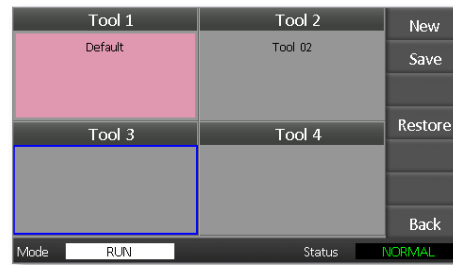 Tool 1
Tool 2
New
Default
Tool 02
Save
Tool 3
Tool 4
Restore
Back
Mode
RUN
Status
NORMAL